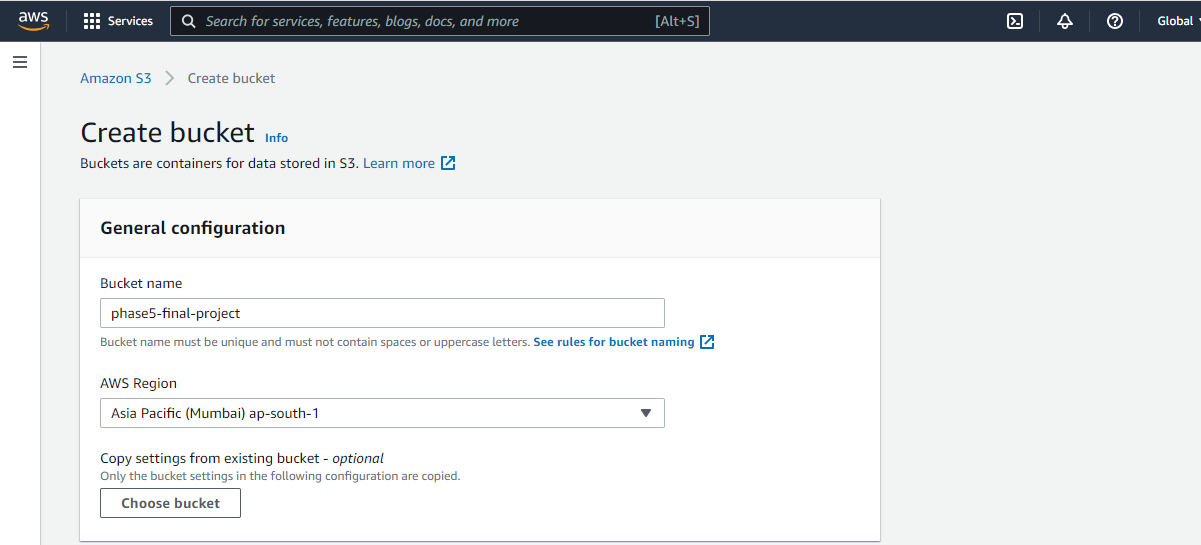 aws Services Search for services, features, blogs, docs, and more [Alt+S] Global
Amazon S3 Create bucket
Create bucket Info
Buckets are containers for data stored in S3. Learn more
General configuration
Bucket name
phase5-final-project
Bucket name must be unique and must not contain spaces or uppercase letters. See rules for bucket naming
AWS Region
Asia Pacific (Mumbai) ap-south-1
Copy settings from existing bucket - optional
Only the bucket settings in the following configuration are copied.
Choose bucket